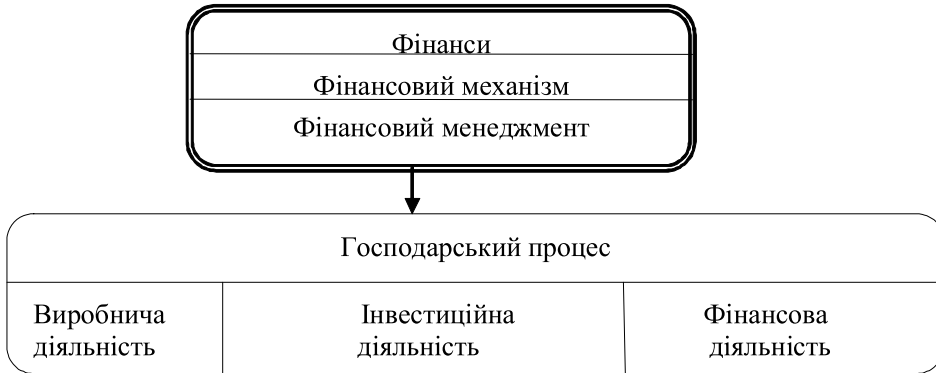 Фінанси
Фінансовий механізм
Фінансовий менеджмент
Господарський процес
Виробнича
діяльність
Інвестиційна
діяльність
Фінансова
діяльність